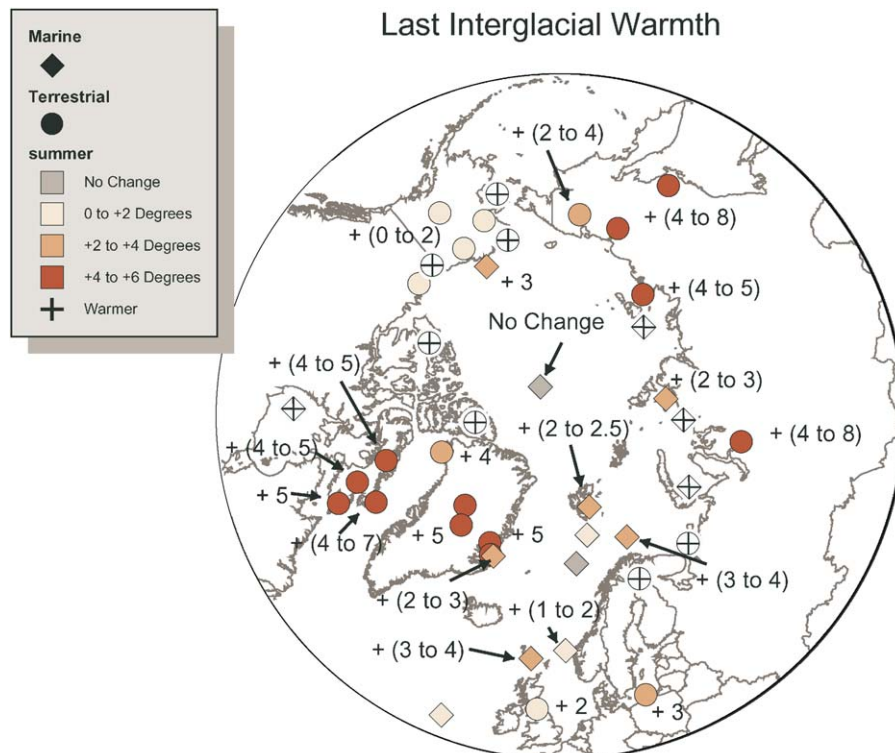 Last Interglacial Warmth
Marine
Terrestrial
summer
No Change
0 to +2 Degrees
+2 to +4 Degrees
+4 to +6 Degrees
Warmer
+ (2 to 4)
+ (4 to 8)
+ (0 to 2)
+ 3
+ (4 to 5)
No Change
+ (4 to 5)
+ (2 to 3)
+ (2 to 2.5)
+ (4 to 8)
+ (4 to 5)
+ 4
+ 5
+ (4 to 7)
+ 5
+ 5
+ (3 to 4)
+ (2 to 3)
+ (1 to 2)
+ (3 to 4)
+ 2
+ 3